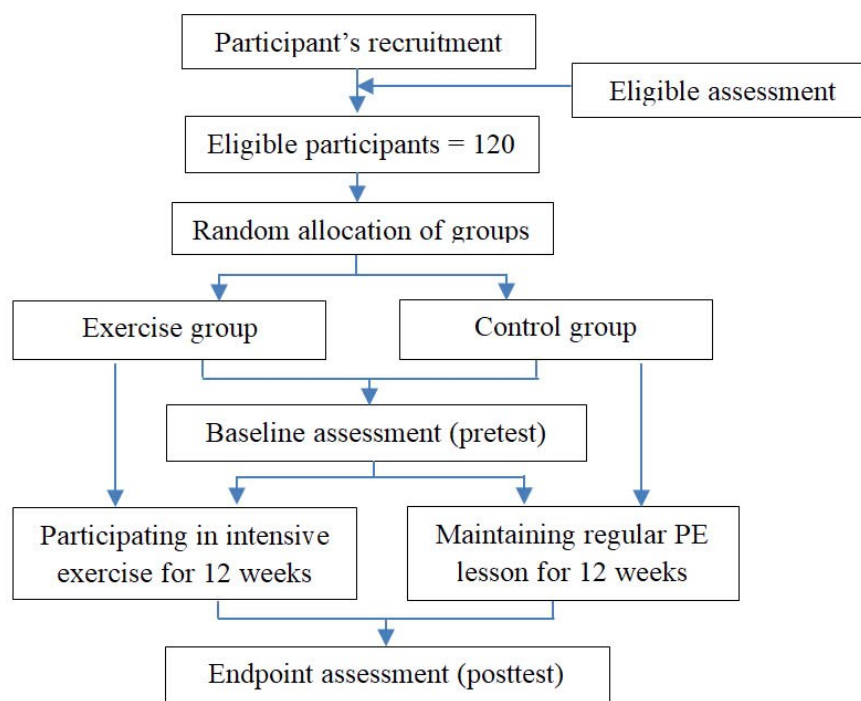 Participant’s recruitment
Eligible assessment
Eligible participants = 120
Random allocation of groups
Exercise group
Control group
Baseline assessment (pretest)
Participating in intensive
exercise for 12 weeks
Maintaining regular PE
lesson for 12 weeks
Endpoint assessment (posttest)